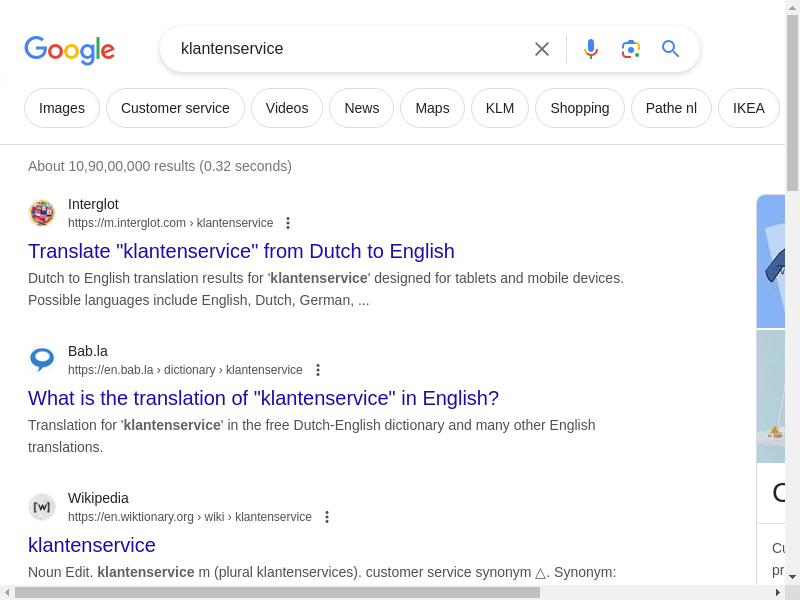 Google
klantenservice
Images
Customer service
Videos
News
Maps
KLM
Shopping
Pathe nl
IKEA
About 10,90,00,000 results (0.32 seconds)
Interglot
https://m.interglot.com › klantenservice
Translate "klantenservice" from Dutch to English
Dutch to English translation results for 'klantenservice' designed for tablets and mobile devices.
Possible languages include English, Dutch, German, ...
Bab.la
https://en.bab.la › dictionary › klantenservice
What is the translation of "klantenservice" in English?
Translation for 'klantenservice' in the free Dutch-English dictionary and many other English
translations.
[w]
Wikipedia
https://en.wiktionary.org › wiki › klantenservice
klantenservice
Noun Edit. klantenservice m (plural klantenservices). customer service synonym △. Synonym: